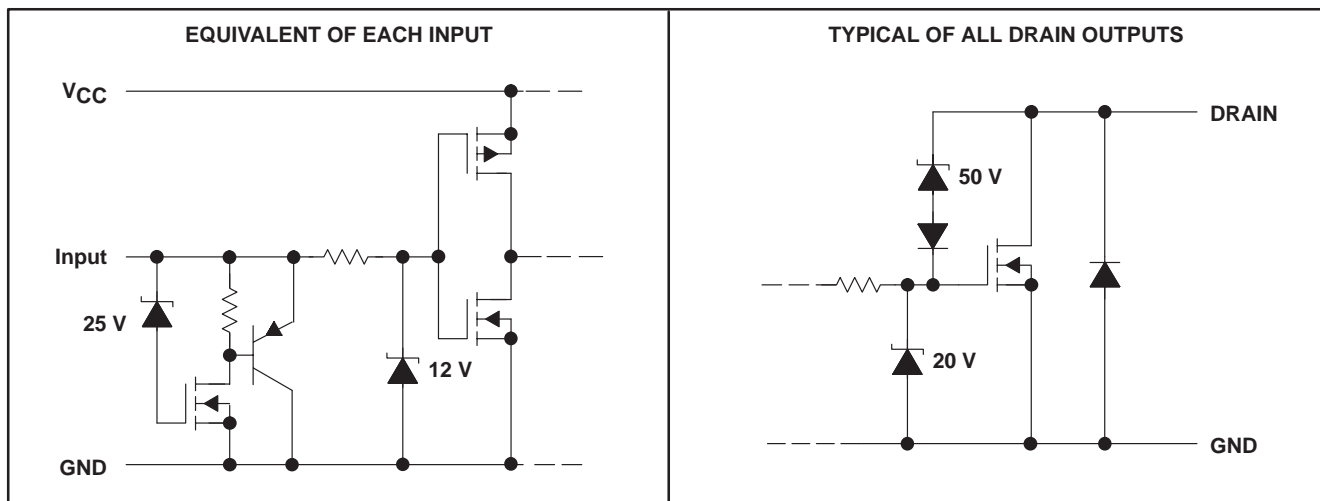 EQUIVALENT OF EACH INPUT
VCC
Input
25 V
12 V
GND
TYPICAL OF ALL DRAIN OUTPUTS
DRAIN
50 V
20 V
GND